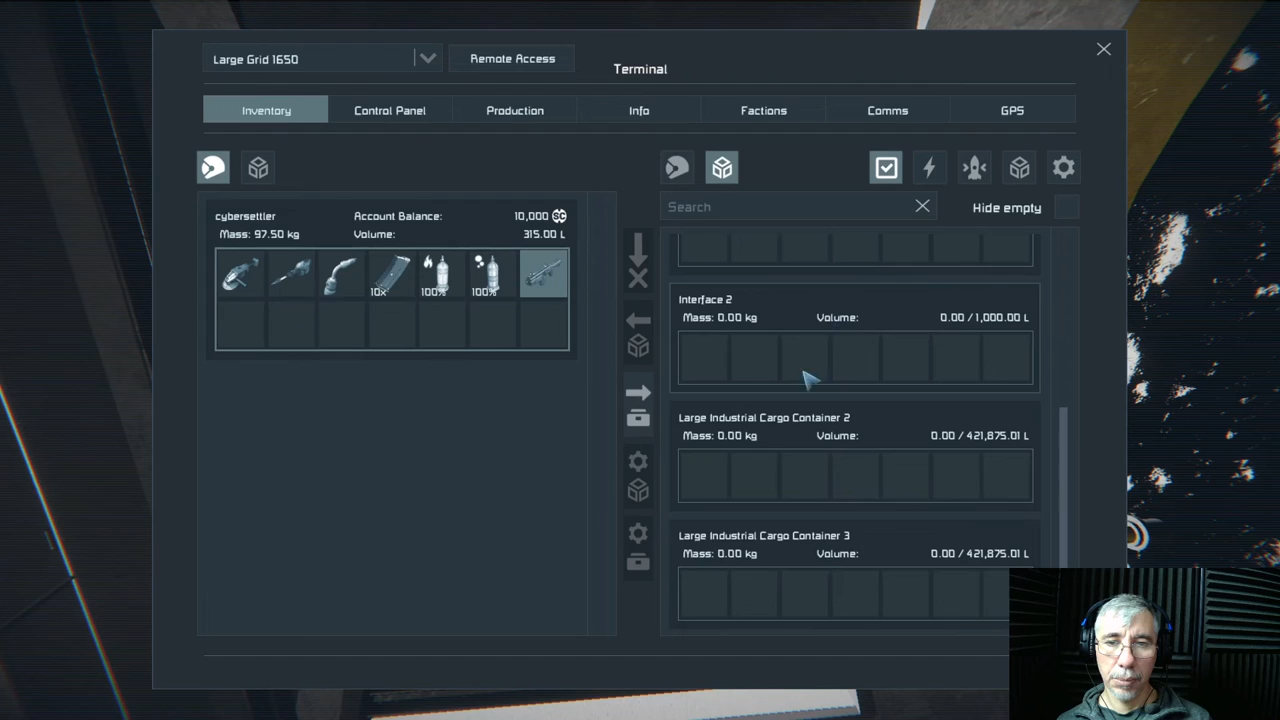 Large Grid 1650
Remote Access
Terminal
Inventory
Control Panel
Production
Info
Factions
Comms
GPS
Search
Hide empty
cybersettler
Account Balance:
10,000 SC
Mass: 97.50 kg
Volume:
315.00 L
10x
100%
100%
Interface 2
Mass: 0.00 kg
Volume:
0.00 / 1,000.00 L
Large Industrial Cargo Container 2
Mass: 0.00 kg
Volume:
0.00 / 421,875.01 L
Large Industrial Cargo Container 3
Mass: 0.00 kg
Volume:
0.00 / 421,875.01 L